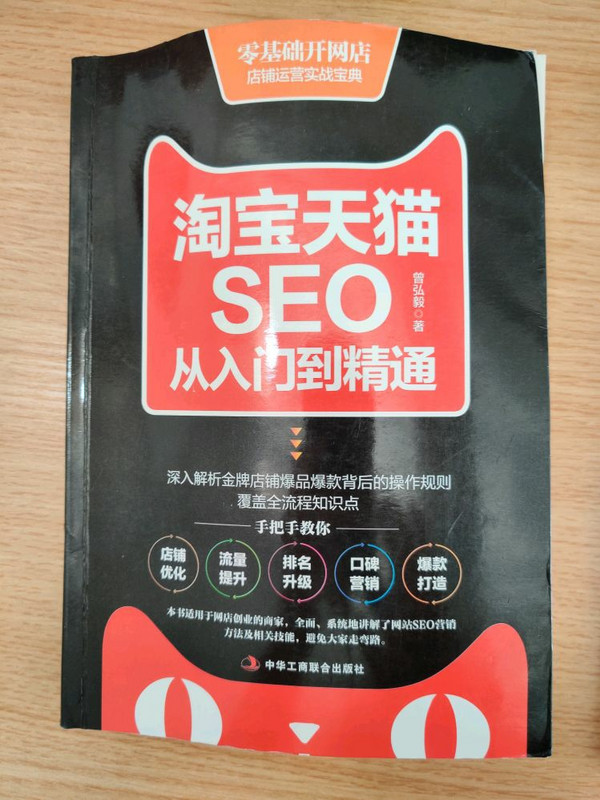 零基础开网店
店铺运营实战宝典
淘宝天猫
SEO
曾弘毅◎著
从入门到精通
深入解析金牌店铺爆品爆款背后的操作规则
覆盖全流程知识点
手把手教你
店铺
优化
流量
提升
排名
升级
口碑
营销
爆款
打造
本书适用于网店创业的商家，全面、系统地讲解了网站SEO营销
方法及相关技能，避免大家走弯路。
中华工商联合出版社